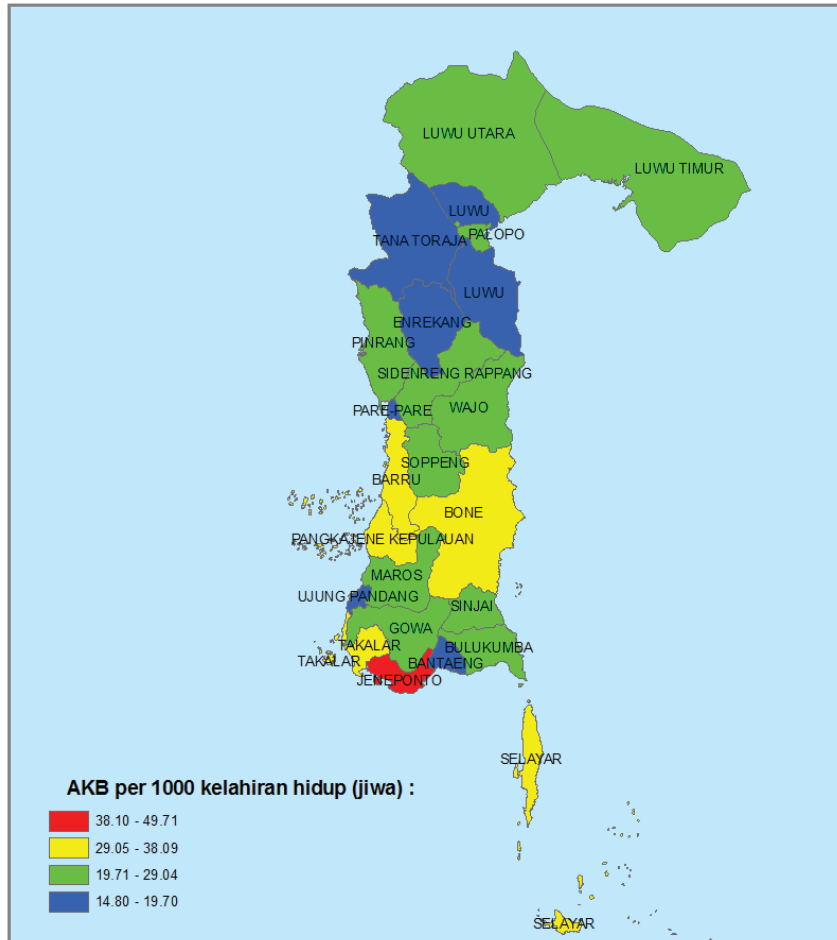 LUWU UTARA
LUWU TIMUR
LUWU
PALOPO
TANA TORAJA
LUWU
ENREKANG
PINRANG
SIDENRENG RAPPANG
PARE-PARE
WAJO
SOPPENG
BARRU
BONE
PANGKAJENE KEPULAUAN
MAROS
UJUNG PANDANG
SINJAI
GOWA
TAKALAR
BULUKUMBA
TAKALAR
BANTAENG
JENEPONTO
SELAYAR
AKB per 1000 kelahiran hidup (jiwa) :
38.10 - 49.71
29.05 - 38.09
19.71 - 29.04
14.80 - 19.70
SELAYAR